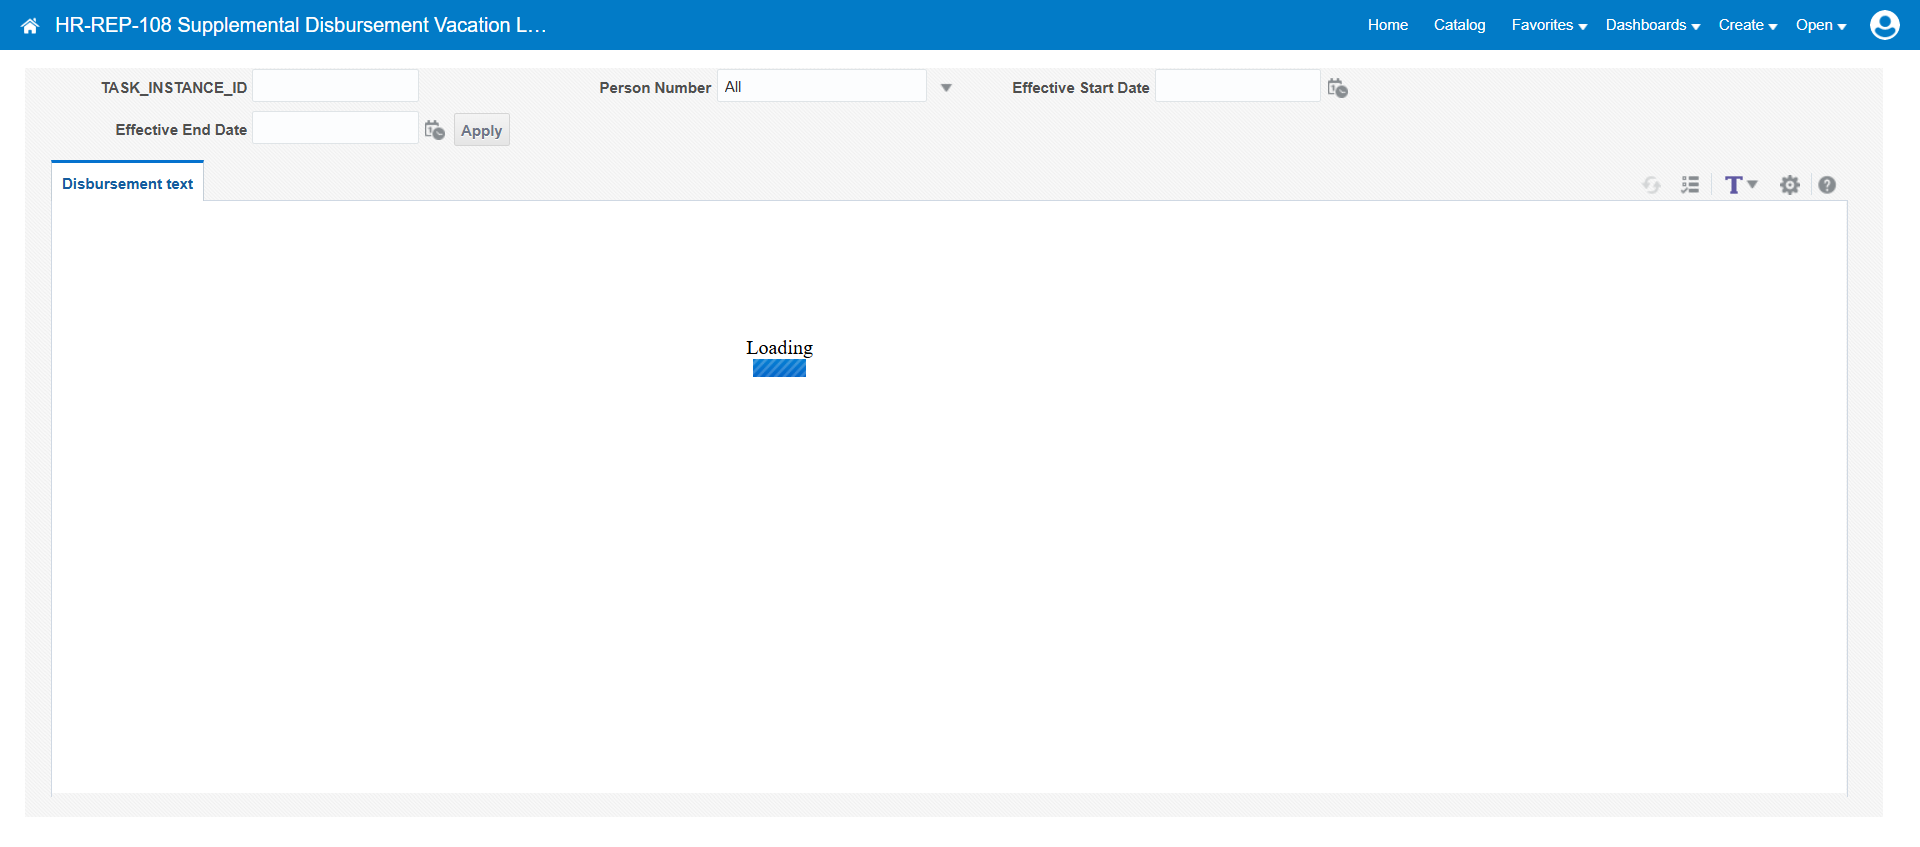 HR-REP-108 Supplemental Disbursement Vacation L...
Home Catalog Favorites Dashboards Create Open
TASK_INSTANCE_ID Person Number All Effective Start Date
Effective End Date Apply
Disbursement text
T
?
Loading